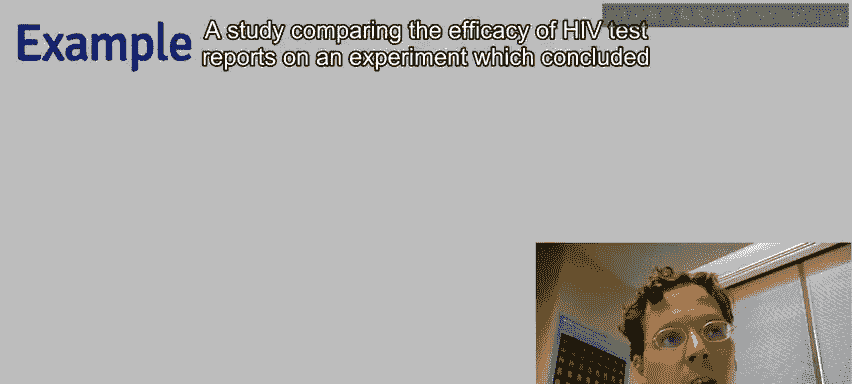 Example
A study comparing the efficacy of HIV test
reports on an experiment which concluded